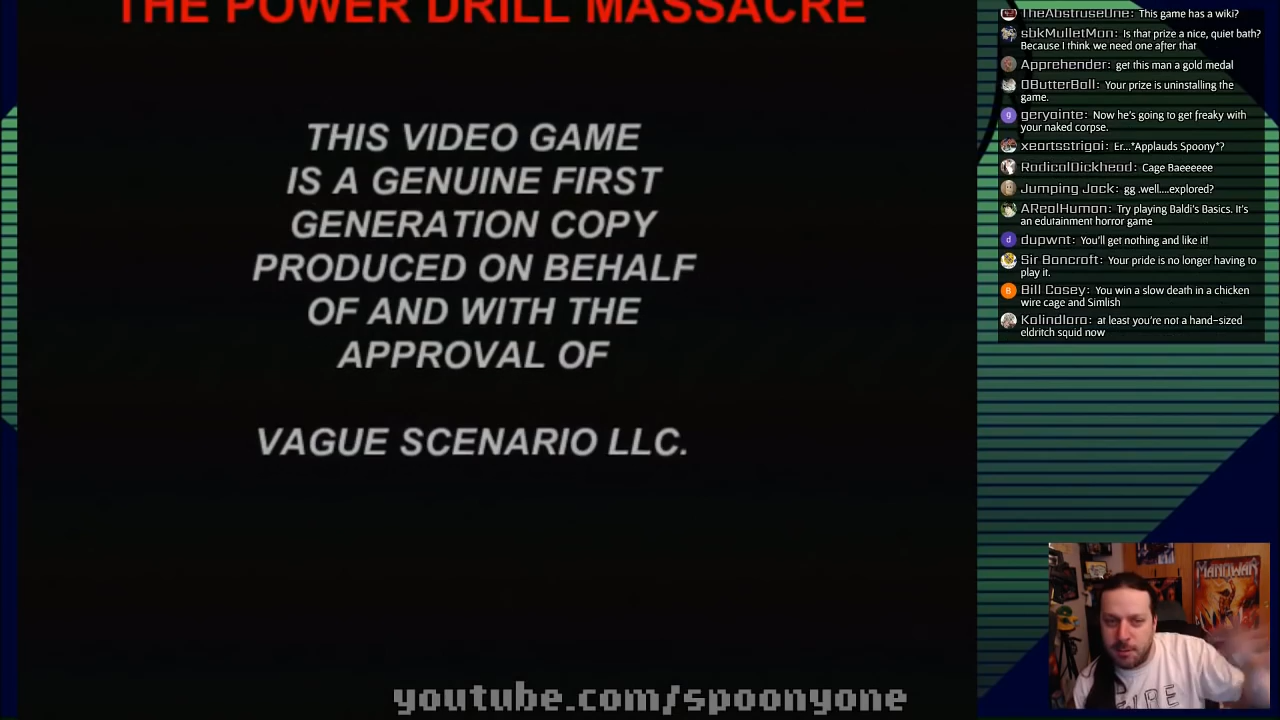 THE POWER DRILL MASSACRE
THIS VIDEO GAME
IS A GENUINE FIRST
GENERATION COPY
PRODUCED ON BEHALF
OF AND WITH THE
APPROVAL OF
VAGUE SCENARIO LLC.
youtube.com/spoonyone
TheAbstruseOne: This game has a wiki?
sbkMulletMan: Is that prize a nice, quiet bath?
Because I think we need one after that
Apprehender: get this man a gold medal
0ButterBall: Your prize is uninstalling the
game.
geryainte: Now he's going to get freaky with
your naked corpse.
xeortsstrigoi: Er...*Applauds Spoony*?
RadicalDickhead: Cage Baeeeeee
Jumping Jack: gg .well....explored?
ARealHuman: Try playing Baldi's Basics. It's
an edutainment horror game
dupwnt: You'll get nothing and like it!
Sir Boncroft: Your pride is no longer having to
play it.
Bill Casey: You win a slow death in a chicken
wire cage and Simlish
Kalindlara: at least you're not a hand-sized
eldritch squid now
MANOWAR